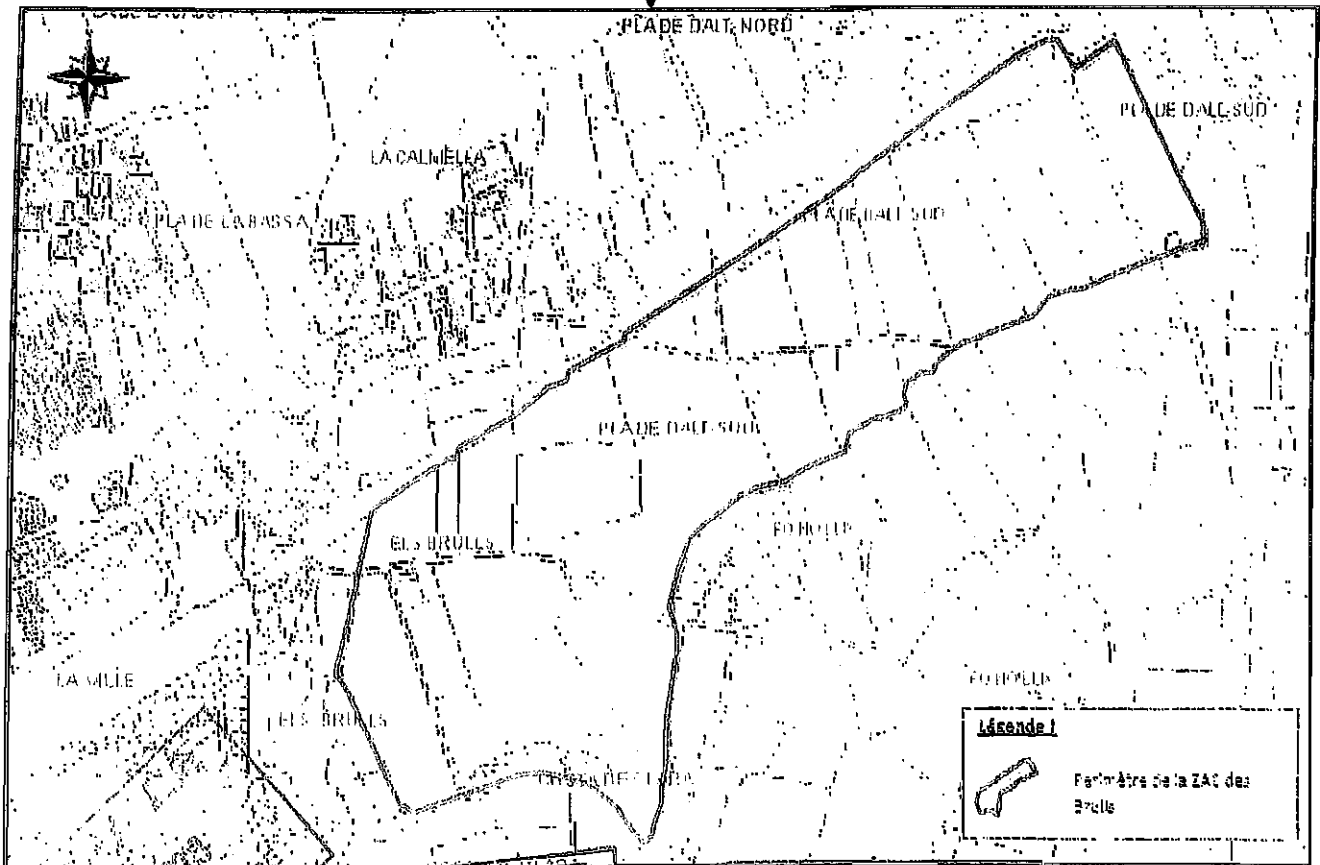 PLA DE DALT-NORD
PLA DE DALT-SUD
LA CALMEILLA
PLA DE LA BASSA
PLA DE DALT-SUD
PLA DE DALT-SUD
ELS BRULLS
LA VILLE
ELS BRULLS
Légende :
Périmètre de la ZAC des
Brulls